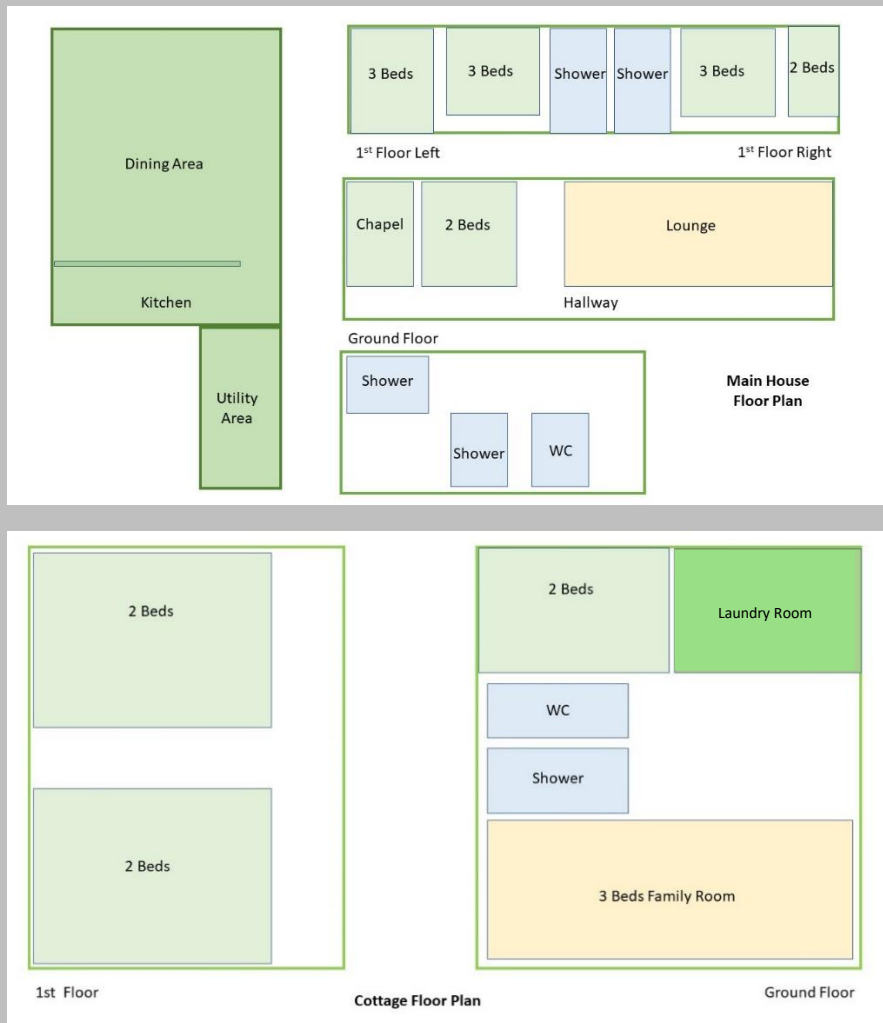 3 Beds
3 Beds
Shower
Shower
3 Beds
2 Beds
Dining Area
1st Floor Left
1st Floor Right
Chapel
2 Beds
Lounge
Kitchen
Hallway
Ground Floor
Shower
Main House
Floor Plan
Utility
Area
Shower
WC
2 Beds
2 Beds
Laundry Room
WC
Shower
2 Beds
3 Beds Family Room
1st Floor
Cottage Floor Plan
Ground Floor